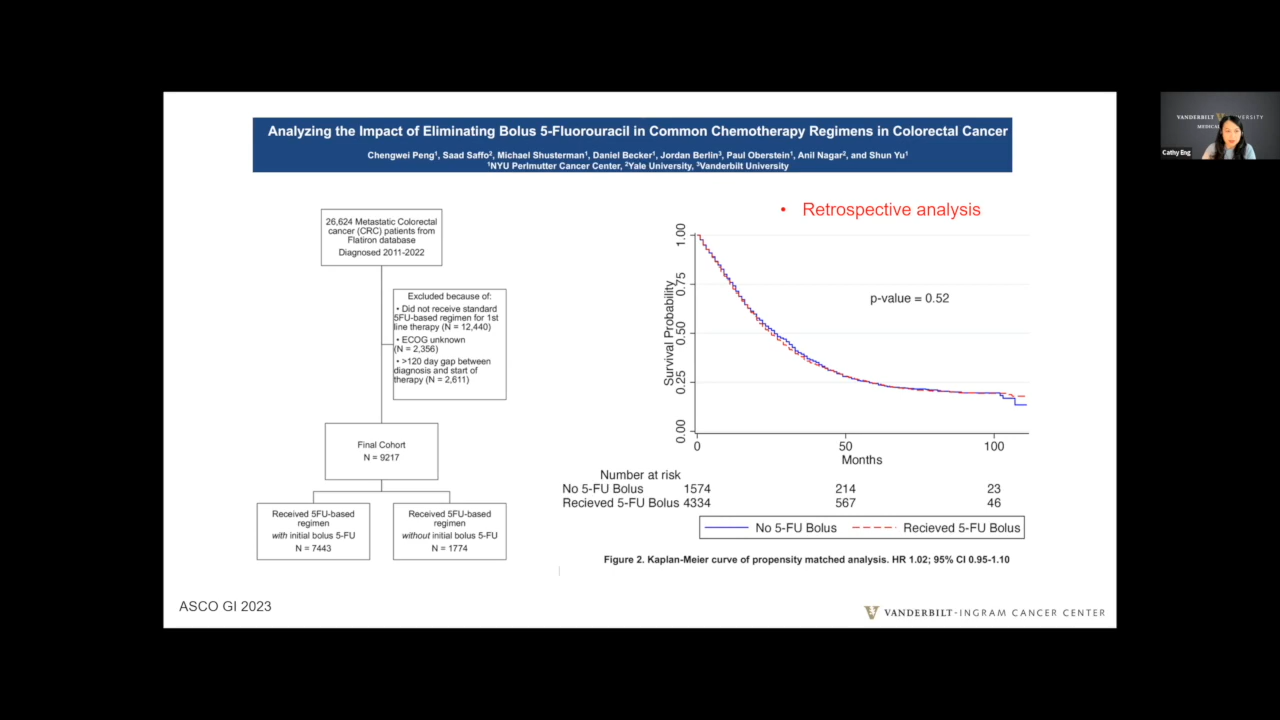 Analyzing the Impact of Eliminating Bolus 5-Fluorouracil in Common Chemotherapy Regimens in Colorectal Cancer
Chengwei Peng¹, Saad Saffo², Michael Shusterman¹, Daniel Becker¹, Jordan Berlin³, Paul Oberstein¹, Anil Nagar², and Shun Yu¹
¹NYU Perlmutter Cancer Center, ²Yale University, ³Vanderbilt University
26,624 Metastatic Colorectal
cancer (CRC) patients from
Flatiron database
Diagnosed 2011-2022
Excluded because of:
• Did not receive standard
5FU-based regimen for 1st
line therapy (N = 12,440)
• ECOG unknown
(N = 2,356)
• >120 day gap between
diagnosis and start of
therapy (N = 2,611)
Final Cohort
N = 9217
Received 5FU-based
regimen
with initial bolus 5-FU
N = 7443
Received 5FU-based
regimen
without initial bolus 5-FU
N = 1774
• Retrospective analysis
Survival Probability
1.00
0.75
0.50
0.25
0.00
p-value = 0.52
0 50 100
Months
Number at risk
No 5-FU Bolus 1574 214 23
Recieved 5-FU Bolus 4334 567 46
No 5-FU Bolus Recieved 5-FU Bolus
Figure 2. Kaplan-Meier curve of propensity matched analysis. HR 1.02; 95% CI 0.95-1.10
ASCO GI 2023
VANDERBILT-INGRAM CANCER CENTER
Cathy Eng